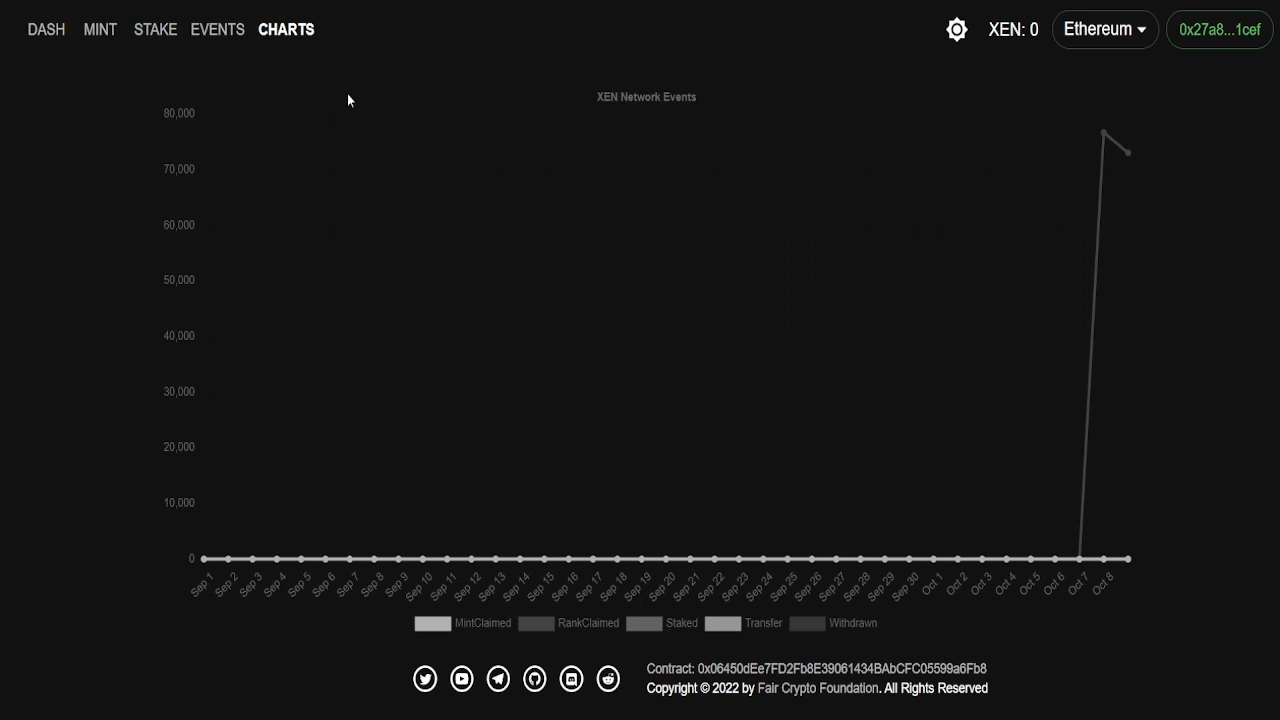 DASH MINT STAKE EVENTS CHARTS XEN: 0 Ethereum 0x27a8...1cef
XEN Network Events
80,000
70,000
60,000
50,000
40,000
30,000
20,000
10,000
0
Sep 1 Sep 2 Sep 3 Sep 4 Sep 5 Sep 6 Sep 7 Sep 8 Sep 9 Sep 10 Sep 11 Sep 12 Sep 13 Sep 14 Sep 15 Sep 16 Sep 17 Sep 18 Sep 19 Sep 20 Sep 21 Sep 22 Sep 23 Sep 24 Sep 25 Sep 26 Sep 27 Sep 28 Sep 29 Sep 30 Oct 1 Oct 2 Oct 3 Oct 4 Oct 5 Oct 6 Oct 7 Oct 8
MintClaimed RankClaimed Staked Transfer Withdrawn
Contract: 0x06450dEe7FD2Fb8E39061434BAbCFC05599a6Fb8
Copyright © 2022 by Fair Crypto Foundation. All Rights Reserved